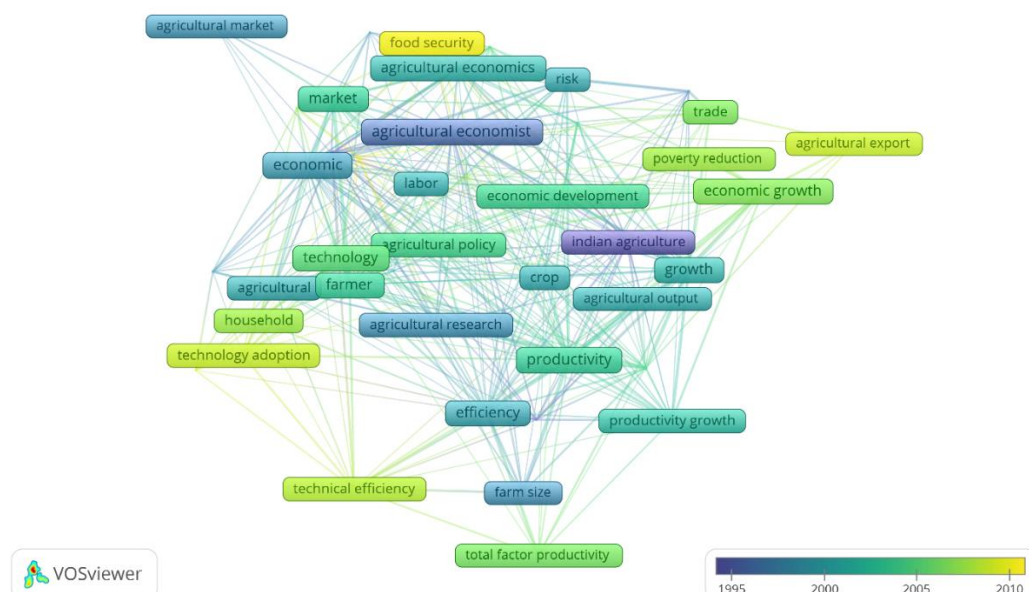 agricultural market
food security
agricultural economics
risk
market
trade
agricultural economist
agricultural export
poverty reduction
economic
labor
economic development
economic growth
indian agriculture
agricultural policy
technology
growth
crop
agricultural
farmer
agricultural output
household
agricultural research
technology adoption
productivity
efficiency
productivity growth
technical efficiency
farm size
total factor productivity
VOSviewer
1995 2000 2005 2010